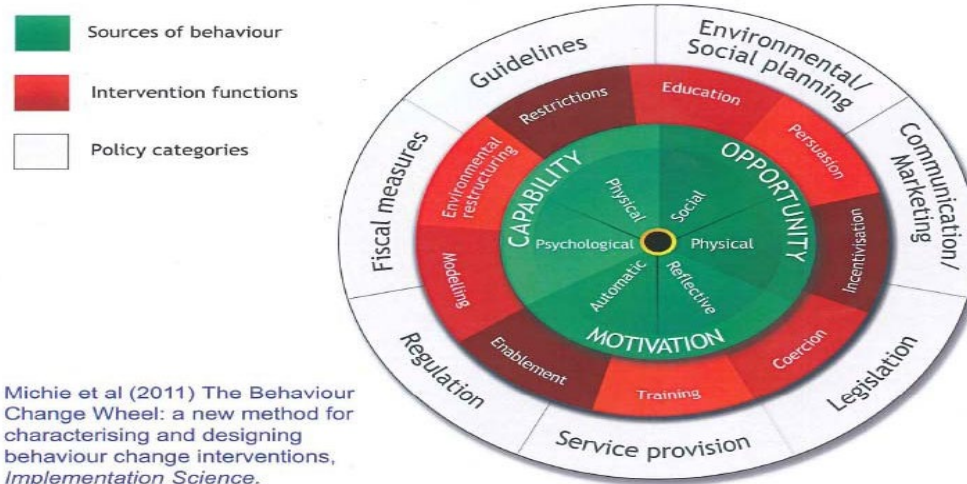 Sources of behaviour
Intervention functions
Policy categories
Guidelines
Environmental/
Social planning
Communication/
Marketing
Legislation
Service provision
Regulation
Fiscal measures
Restrictions
Education
Persuasion
Incentivisation
Coercion
Training
Enablement
Modelling
Environmental
restructuring
CAPABILITY
OPPORTUNITY
MOTIVATION
Physical
Social
Psychological
Physical
Automatic
Reflective
Michie et al (2011) The Behaviour
Change Wheel: a new method for
characterising and designing
behaviour change interventions,
Implementation Science.